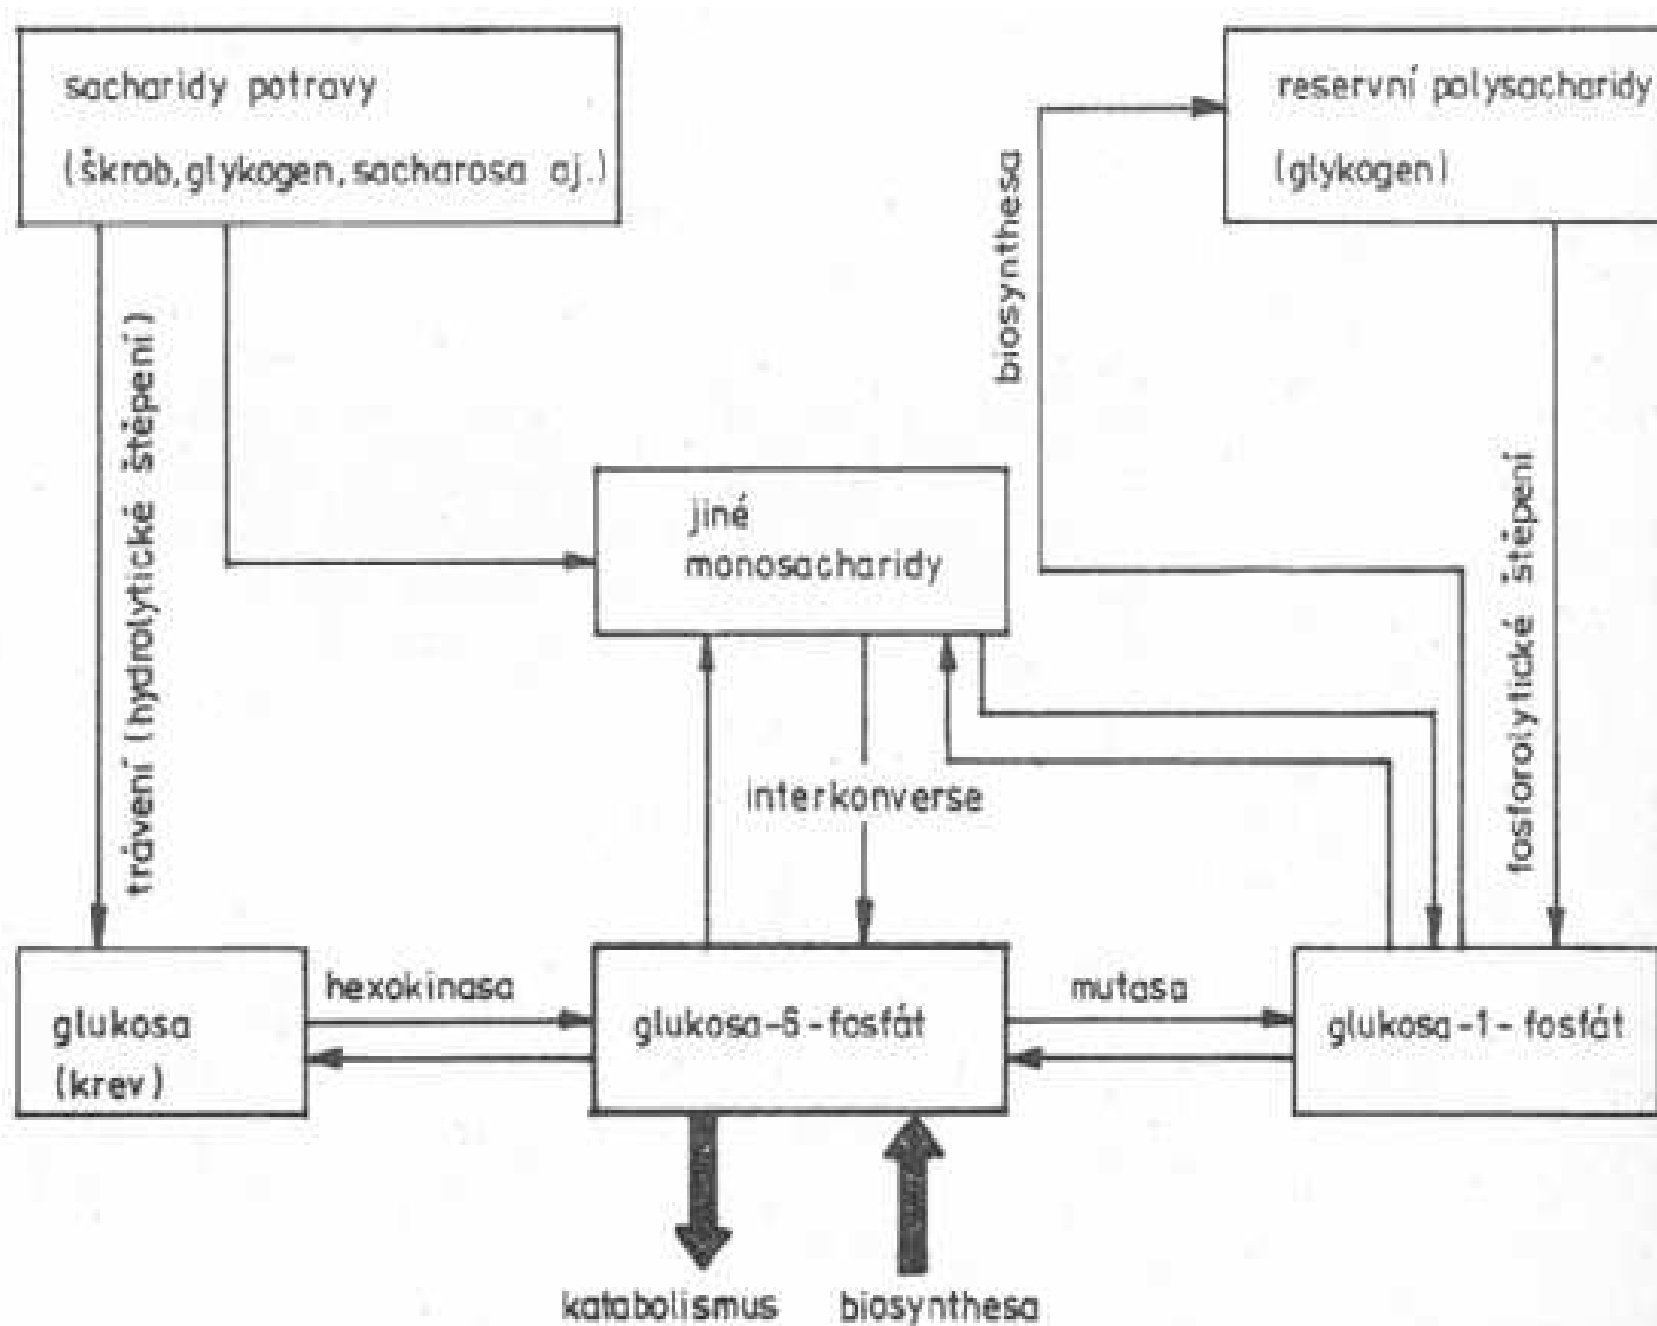 sacharidy potravy
(škrob, glykogen, sacharosa aj.)
reservní polysacharidy
(glykogen)
biosynthesa
trávení (hydrolytické štěpení)
fosforolytické štěpení
jiné
monosacharidy
interkonverse
glukosa
(krev)
hexokinasa
glukosa-6-fosfát
mutasa
glukosa-1-fosfát
katabolismus
biosynthesa